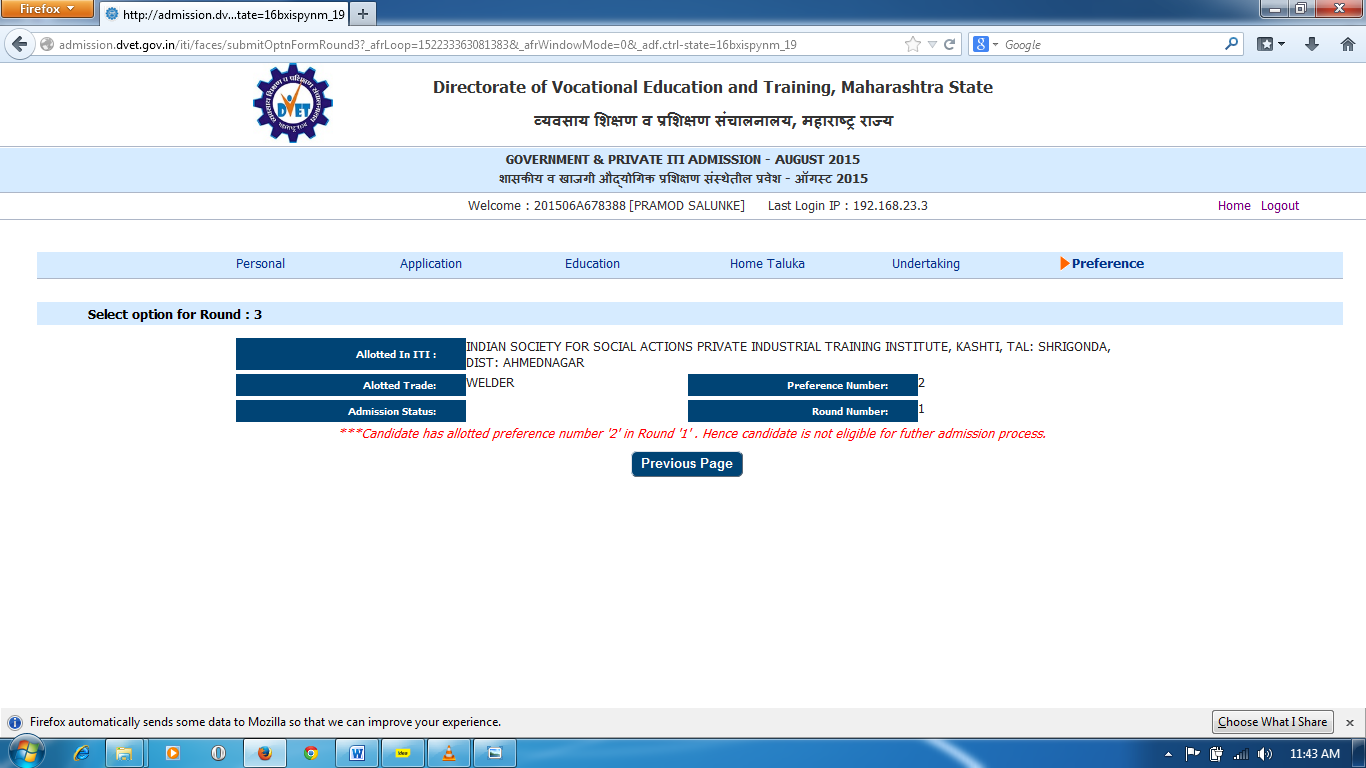 Firefox
http://admission.dv...tate=16bxispynm_19
admission.dvet.gov.in/iti/faces/submitOptnFormRound3?_afrLoop=152233363081383&_afrWindowMode=0&_adf.ctrl-state=16bxispynm_19
Google
DVET
Directorate of Vocational Education and Training, Maharashtra State
व्यवसाय शिक्षण व प्रशिक्षण संचालनालय, महाराष्ट्र राज्य
GOVERNMENT & PRIVATE ITI ADMISSION - AUGUST 2015
शासकीय व खाजगी औद्योगिक प्रशिक्षण संस्थेतील प्रवेश - ऑगस्ट 2015
Welcome : 201506A678388 [PRAMOD SALUNKE] Last Login IP : 192.168.23.3 Home Logout
Personal Application Education Home Taluka Undertaking Preference
Select option for Round : 3
Allotted In ITI : INDIAN SOCIETY FOR SOCIAL ACTIONS PRIVATE INDUSTRIAL TRAINING INSTITUTE, KASHTI, TAL: SHRIGONDA,
DIST: AHMEDNAGAR
Alotted Trade: WELDER Preference Number: 2
Admission Status: Round Number: 1
***Candidate has allotted preference number '2' in Round '1' . Hence candidate is not eligible for futher admission process.
Previous Page
Firefox automatically sends some data to Mozilla so that we can improve your experience. Choose What I Share
11:43 AM